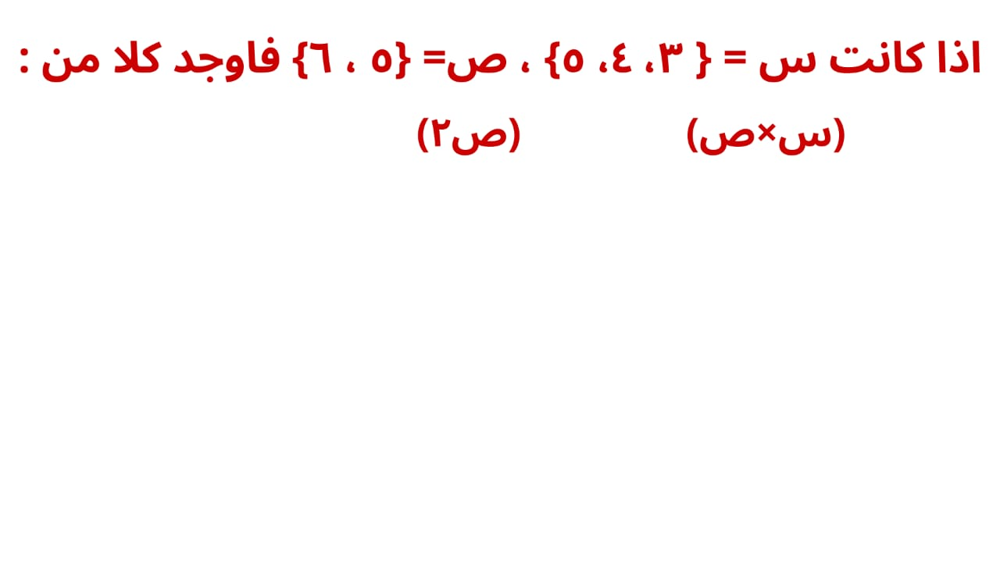 اذا كانت س = { ٣، ٤، ٥} ، ص= {٥ ، ٦} فاوجد كلا من :
(س×ص) (ص٢)